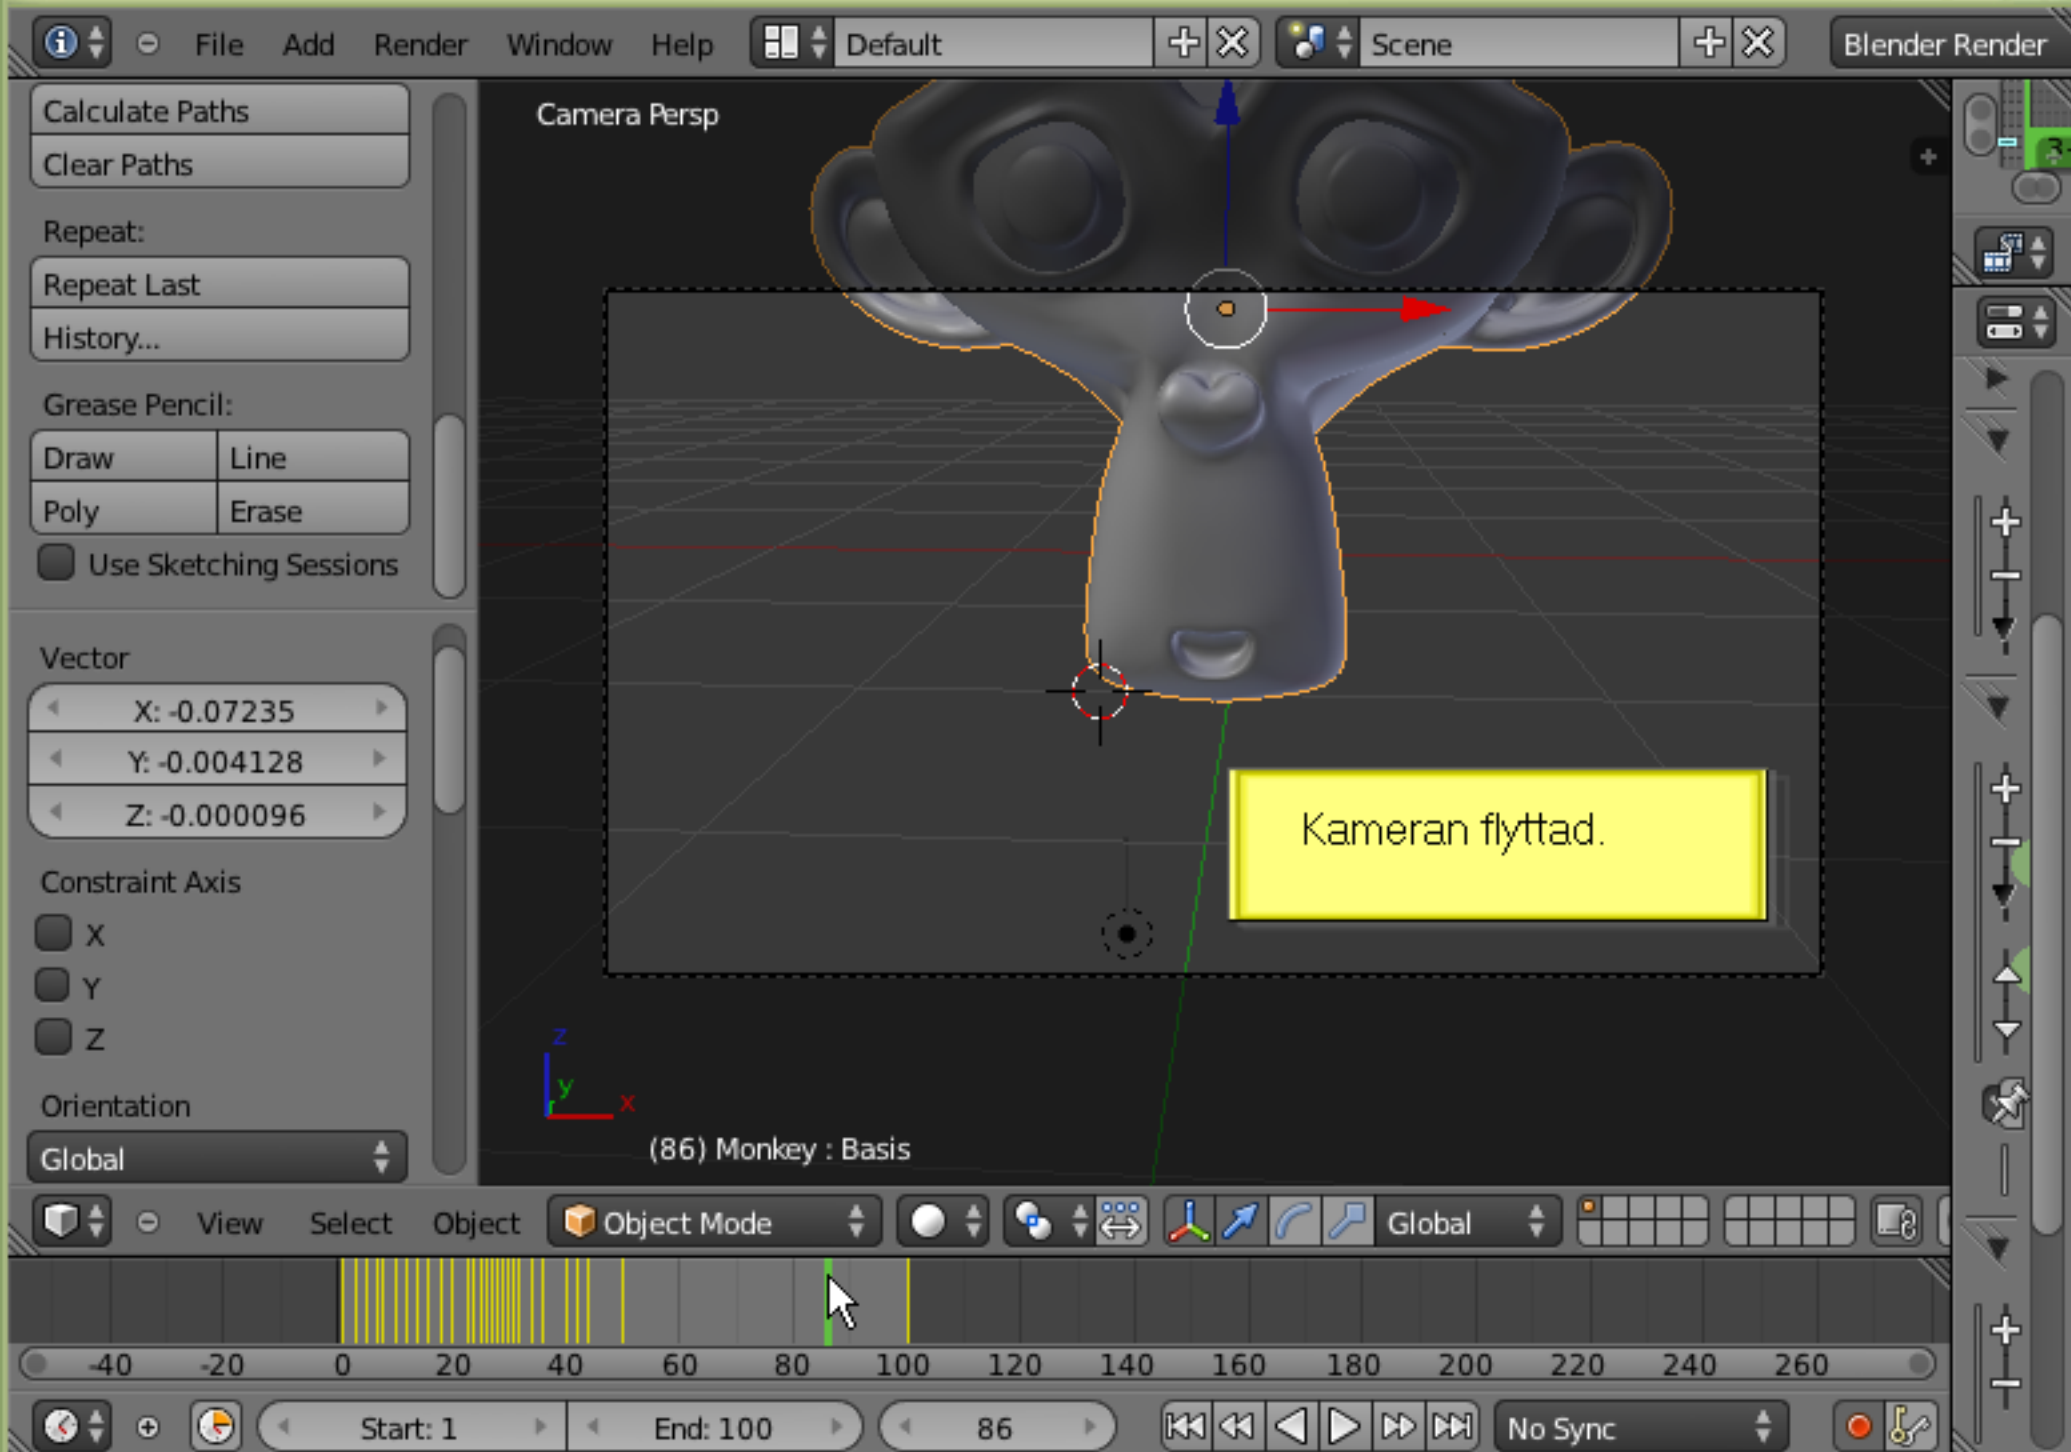 File Add Render Window Help Default Scene Blender Render
Calculate Paths
Clear Paths
Repeat:
Repeat Last
History...
Grease Pencil:
Draw Line
Poly Erase
Use Sketching Sessions
Vector
X: -0.07235
Y: -0.004128
Z: -0.000096
Constraint Axis
X
Y
Z
Orientation
Global
Camera Persp
Kameran flyttad.
z
y
x
(86) Monkey : Basis
View Select Object Object Mode Global
-40 -20 0 20 40 60 80 100 120 140 160 180 200 220 240 260
Start: 1 End: 100 86 No Sync